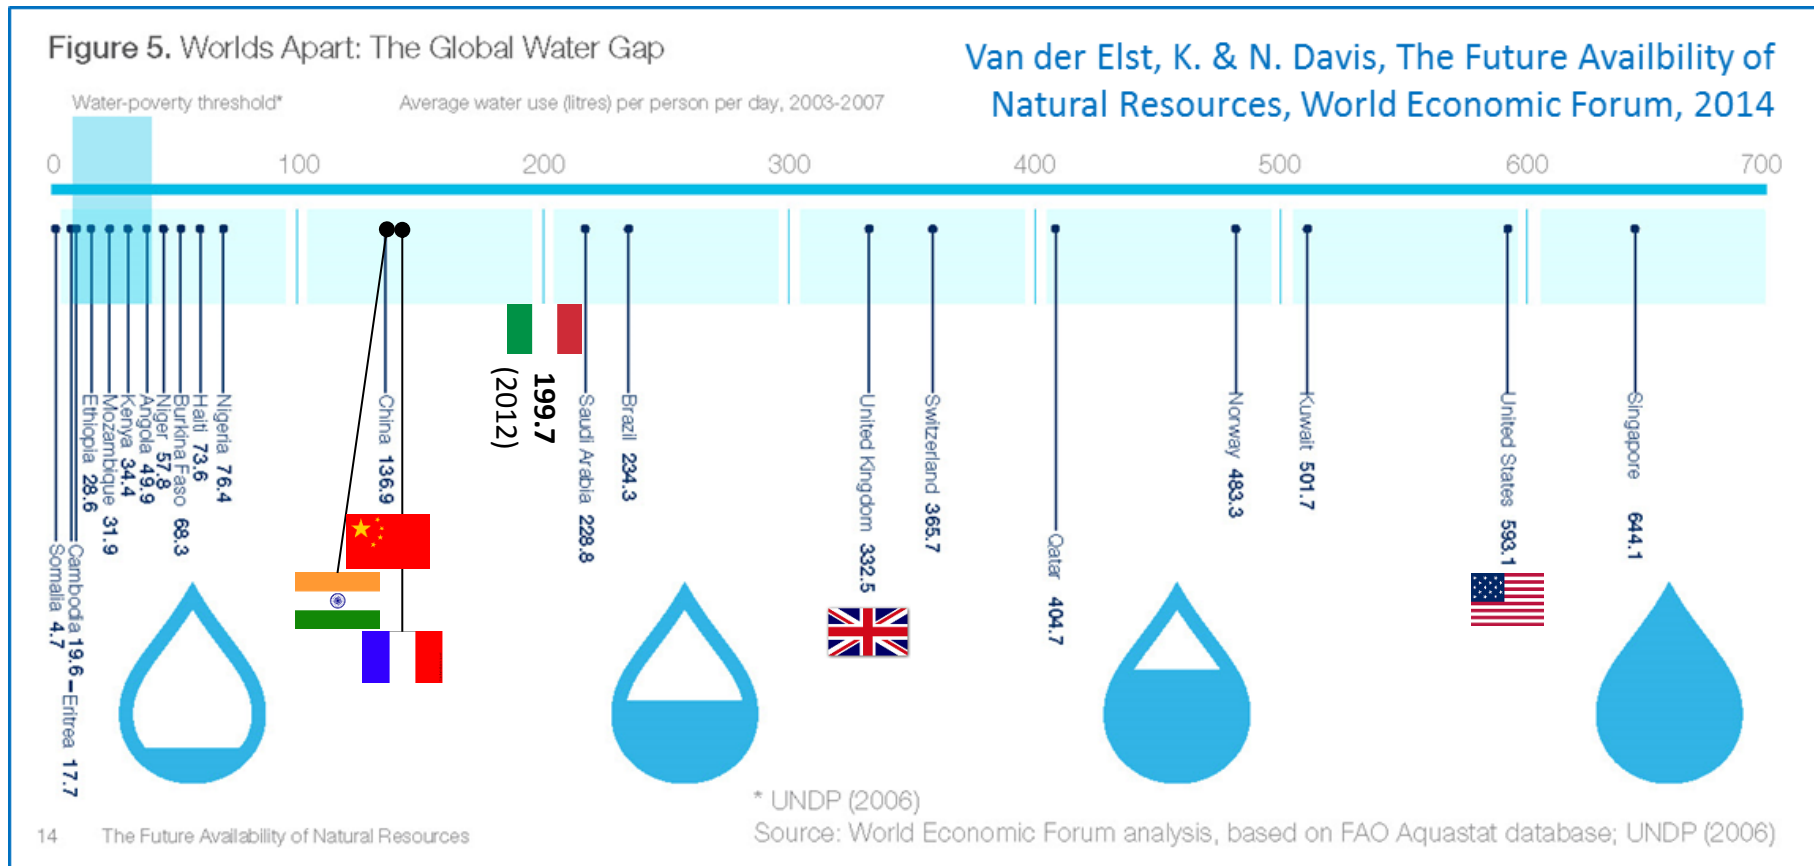 Figure 5. Worlds Apart: The Global Water Gap
Van der Elst, K. & N. Davis, The Future Availbility of
Natural Resources, World Economic Forum, 2014
Water-poverty threshold*
Average water use (litres) per person per day, 2003-2007
0 100 200 300 400 500 600 700
Somalia 4.7
Cambodia 19.6
Eritrea 17.7
Ethiopia 28.6
Mozambique 31.9
Kenya 34.4
Angola 49.9
Niger 57.8
Burkina Faso 68.3
Haiti 73.6
Nigeria 76.4
China 136.9
199.7
(2012)
Saudi Arabia 228.8
Brazil 234.3
United Kingdom 332.5
Switzerland 365.7
Qatar 404.7
Norway 483.3
Kuwait 501.7
United States 593.1
Singapore 644.1
* UNDP (2006)
Source: World Economic Forum analysis, based on FAO Aquastat database; UNDP (2006)
14 The Future Availability of Natural Resources